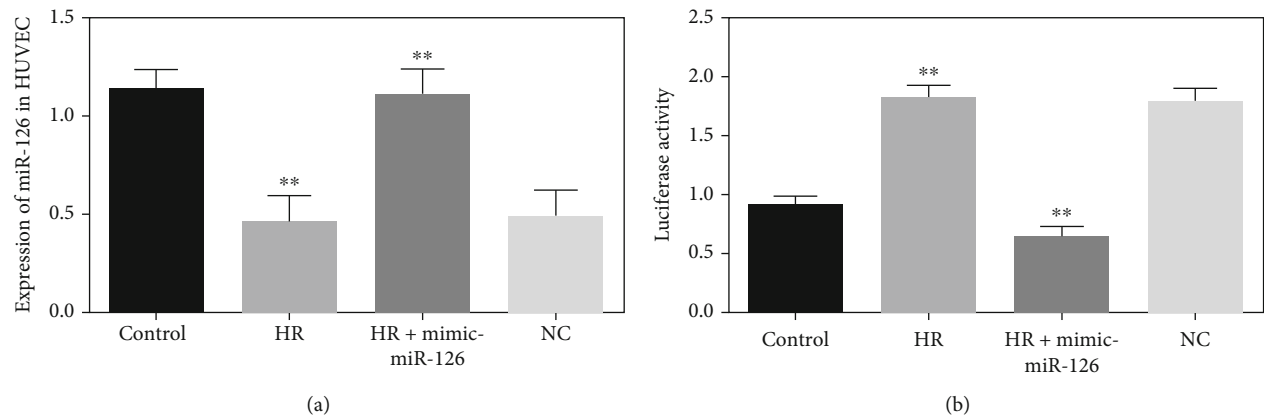 Expression of miR-126 in HUVEC
1.5
1.0
0.5
0.0
**
**
Control
HR
HR + mimic-
miR-126
NC
(a)
Luciferase activity
2.5
2.0
1.5
1.0
0.5
0.0
**
**
Control
HR
HR + mimic-
miR-126
NC
(b)